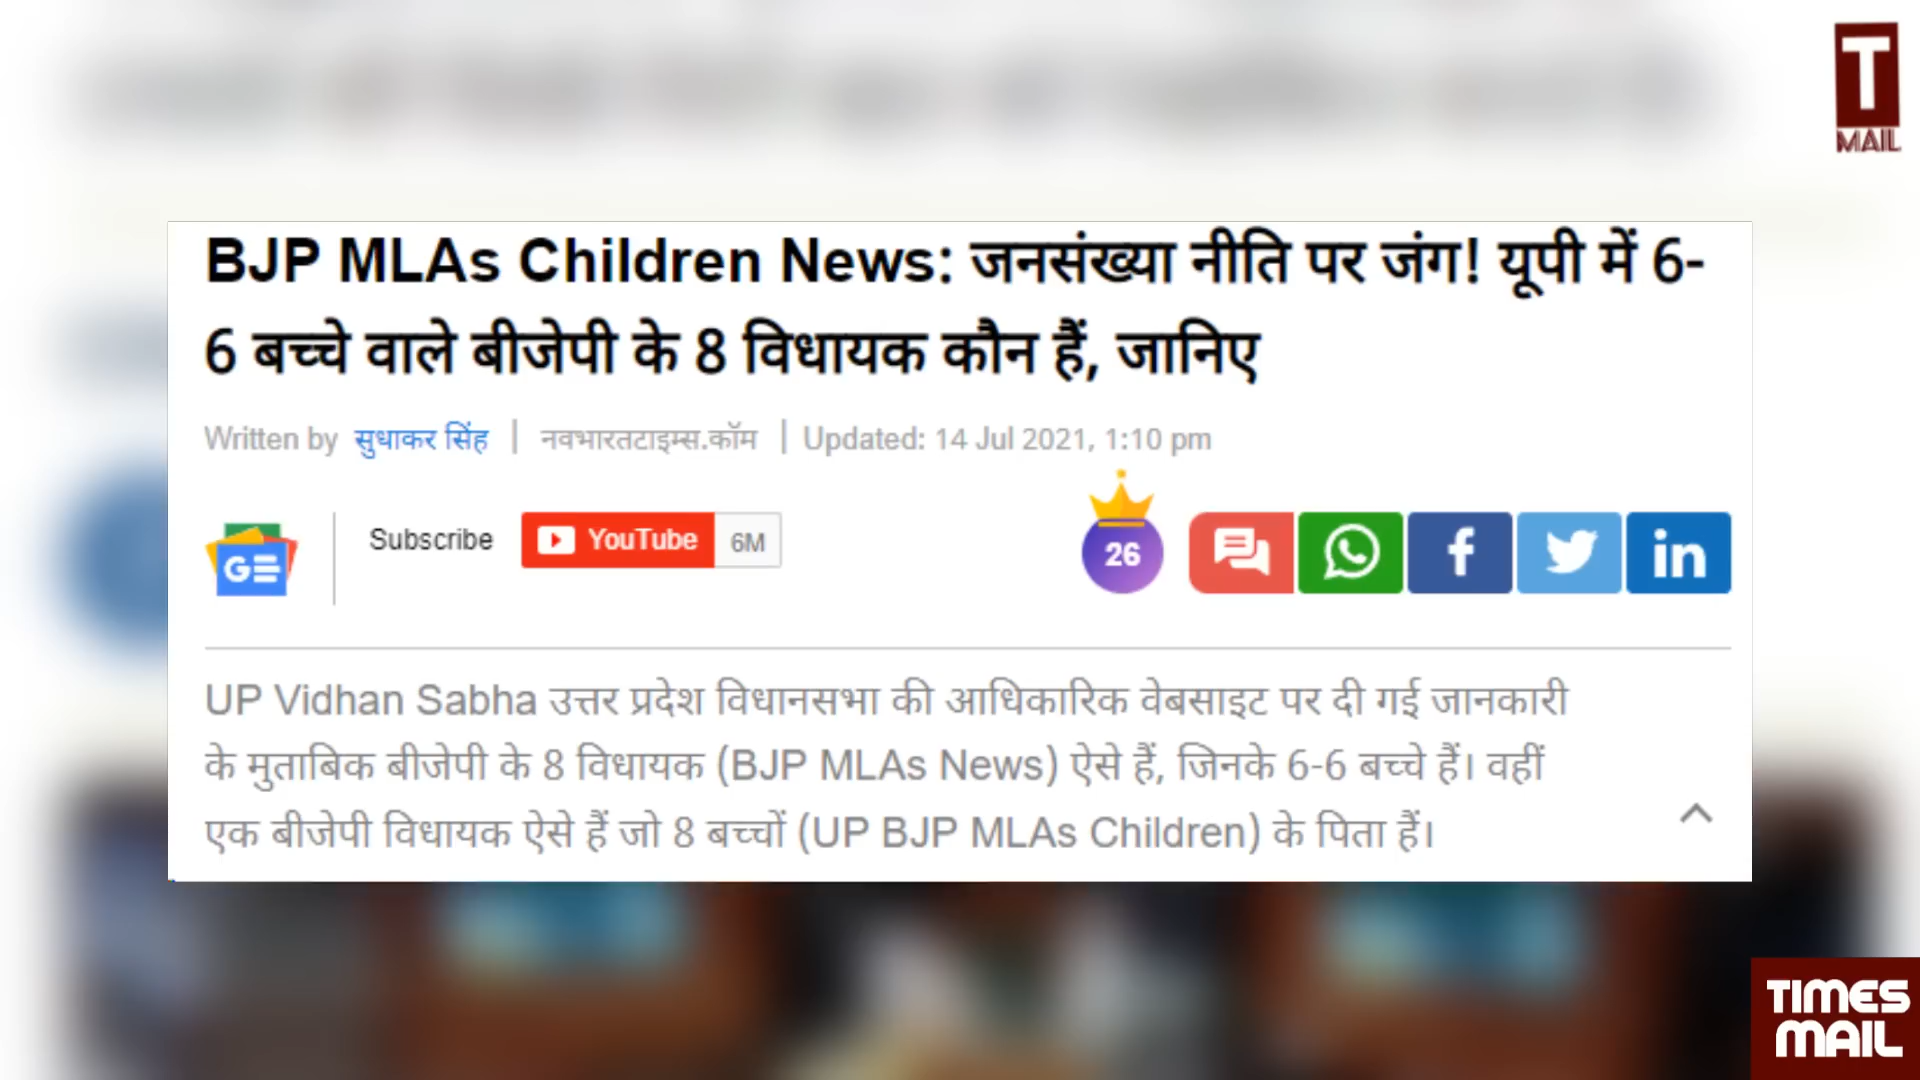 T
MAIL
BJP MLAs Children News: जनसंख्या नीति पर जंग! यूपी में 6-
6 बच्चे वाले बीजेपी के 8 विधायक कौन हैं, जानिए
Written by सुधाकर सिंह | नवभारतटाइम्स.कॉम | Updated: 14 Jul 2021, 1:10 pm
GE Subscribe YouTube 6M 26 f in
UP Vidhan Sabha उत्तर प्रदेश विधानसभा की आधिकारिक वेबसाइट पर दी गई जानकारी
के मुताबिक बीजेपी के 8 विधायक (BJP MLAs News) ऐसे हैं, जिनके 6-6 बच्चे हैं। वहीं
एक बीजेपी विधायक ऐसे हैं जो 8 बच्चों (UP BJP MLAs Children) के पिता हैं।
TIMES
MAIL